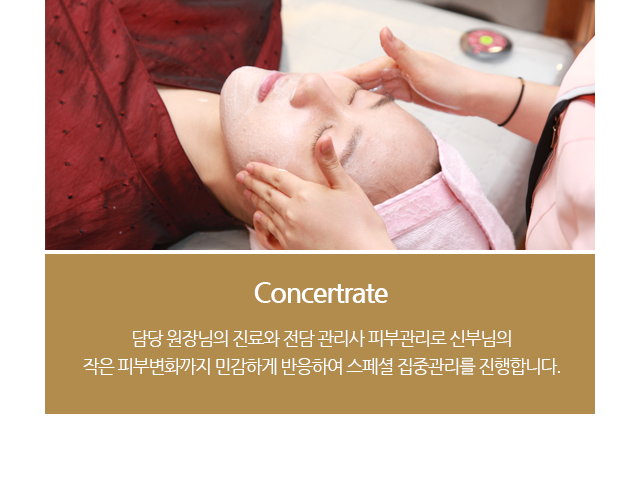 Concertrate
담당 원장님의 진료와 전담 관리사 피부관리로 신부님의
작은 피부변화까지 민감하게 반응하여 스페셜 집중관리를 진행합니다.